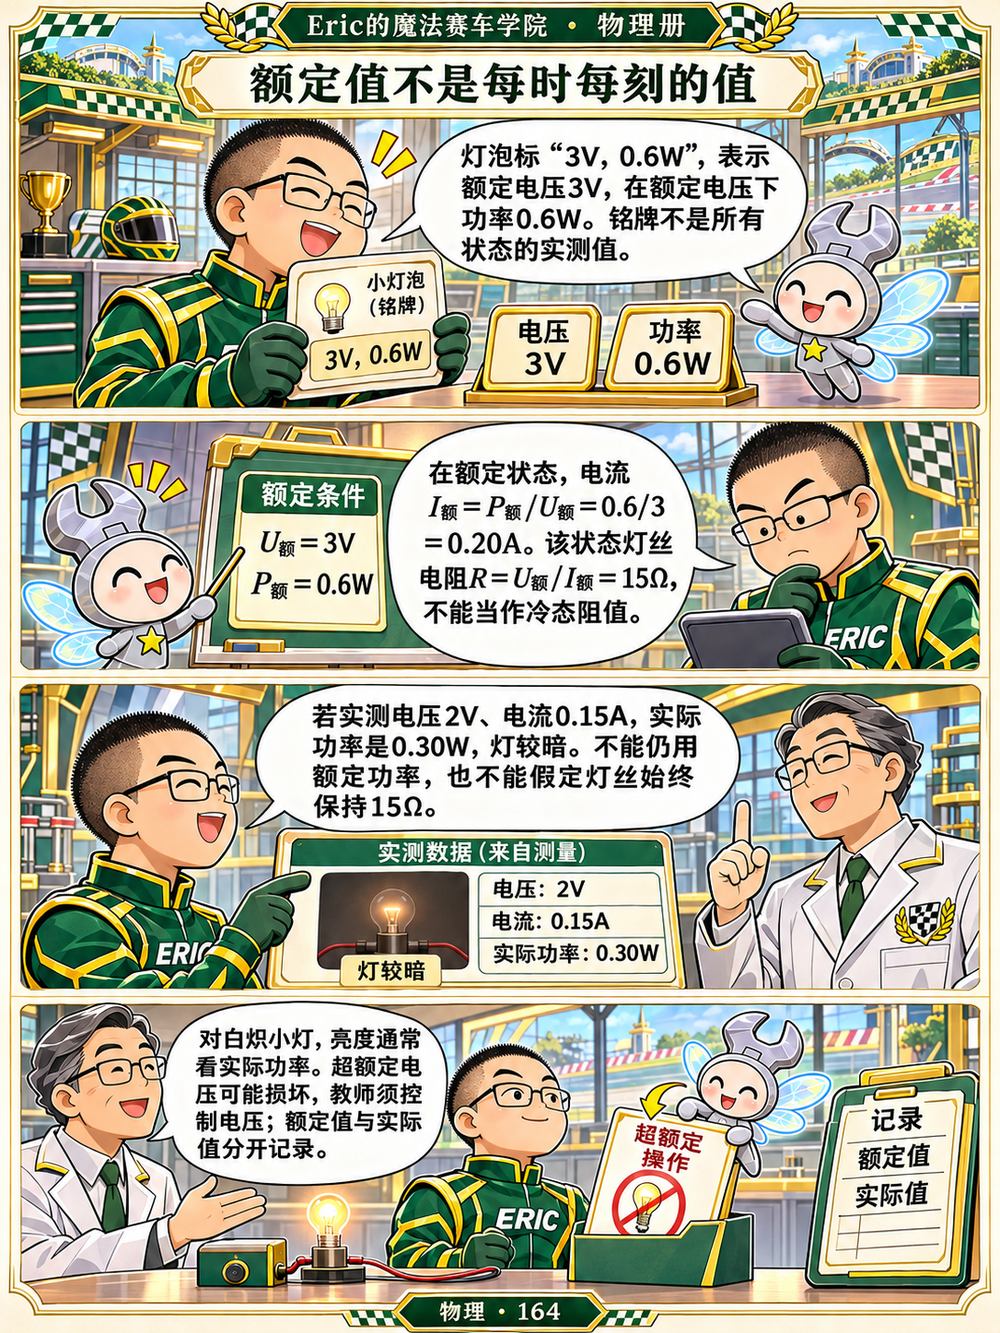 Eric的魔法赛车学院 · 物理册
额定值不是每时每刻的值
灯泡标“3V，0.6W”，表示
额定电压3V，在额定电压下
功率0.6W。铭牌不是所有
状态的实测值。
小灯泡
（铭牌）
3V，0.6W
电压
3V
功率
0.6W
额定条件
U额＝3V
P额＝0.6W
在额定状态，电流
I额＝P额/U额＝0.6/3
＝0.20A。该状态灯丝
电阻R＝U额/I额＝15Ω，
不能当作冷态阻值。
ERIC
若实测电压2V、电流0.15A，实际
功率是0.30W，灯较暗。不能仍用
额定功率，也不能假定灯丝始终
保持15Ω。
实测数据（来自测量）
电压：2V
电流：0.15A
实际功率：0.30W
灯较暗
ERIC
对白炽小灯，亮度通常
看实际功率。超额定电
压可能损坏，教师须控
制电压；额定值与实际
值分开记录。
超额定
操作
ERIC
记录
额定值
实际值
物理 · 164